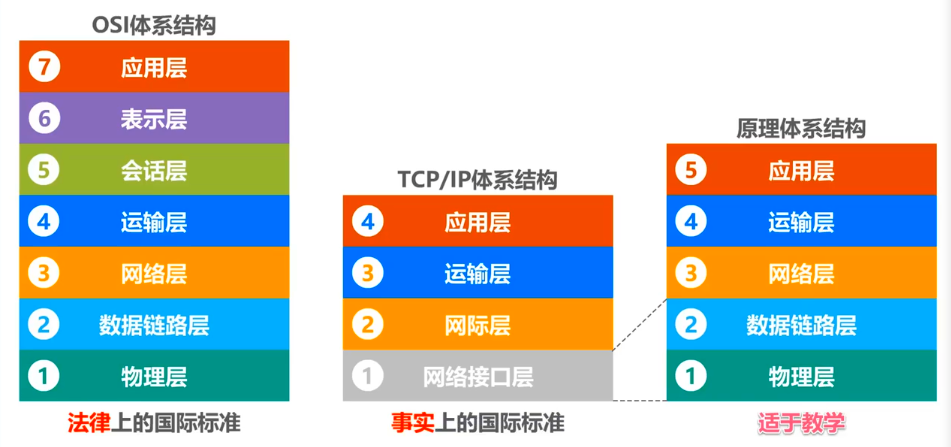 OSI体系结构
7 应用层
6 表示层
5 会话层
4 运输层
3 网络层
2 数据链路层
1 物理层
法律上的国际标准
TCP/IP体系结构
4 应用层
3 运输层
2 网际层
1 网络接口层
事实上的国际标准
原理体系结构
5 应用层
4 运输层
3 网络层
2 数据链路层
1 物理层
适于教学